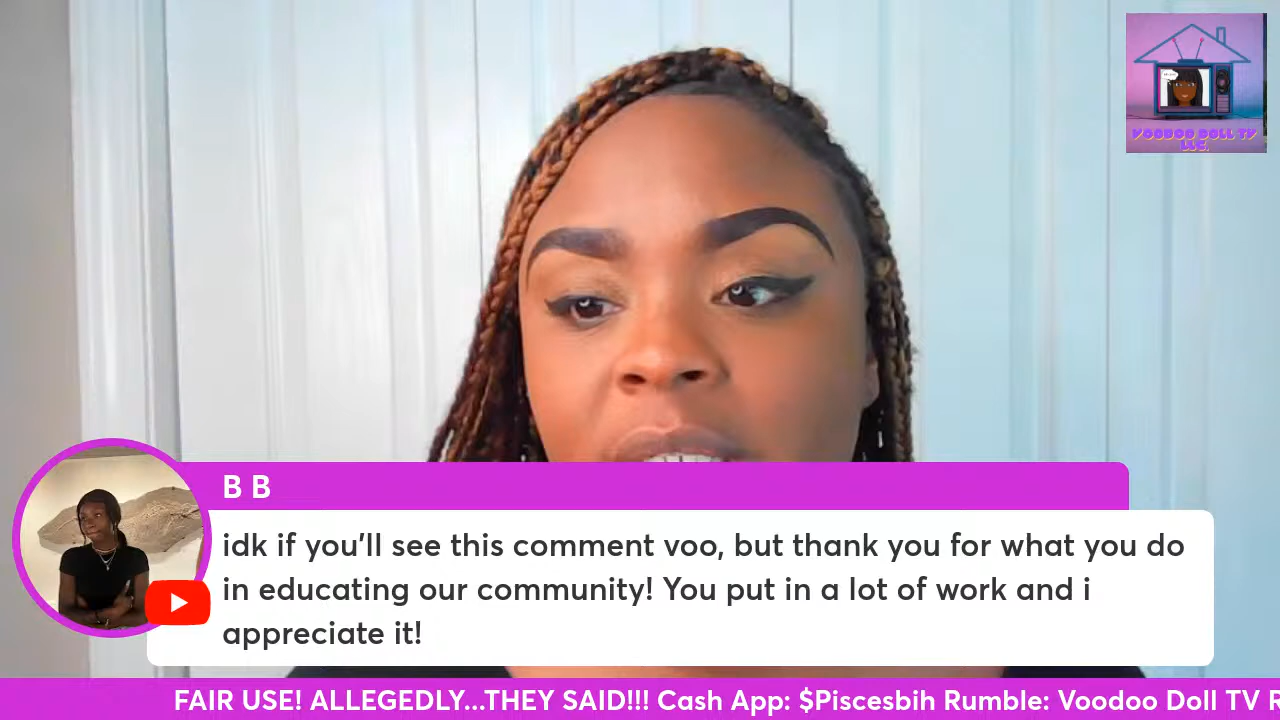 VOODOO DOLL TV
LLC.
B B
idk if you'll see this comment voo, but thank you for what you do
in educating our community! You put in a lot of work and i
appreciate it!
FAIR USE! ALLEGEDLY...THEY SAID!!! Cash App: $Piscesbih Rumble: Voodoo Doll TV R